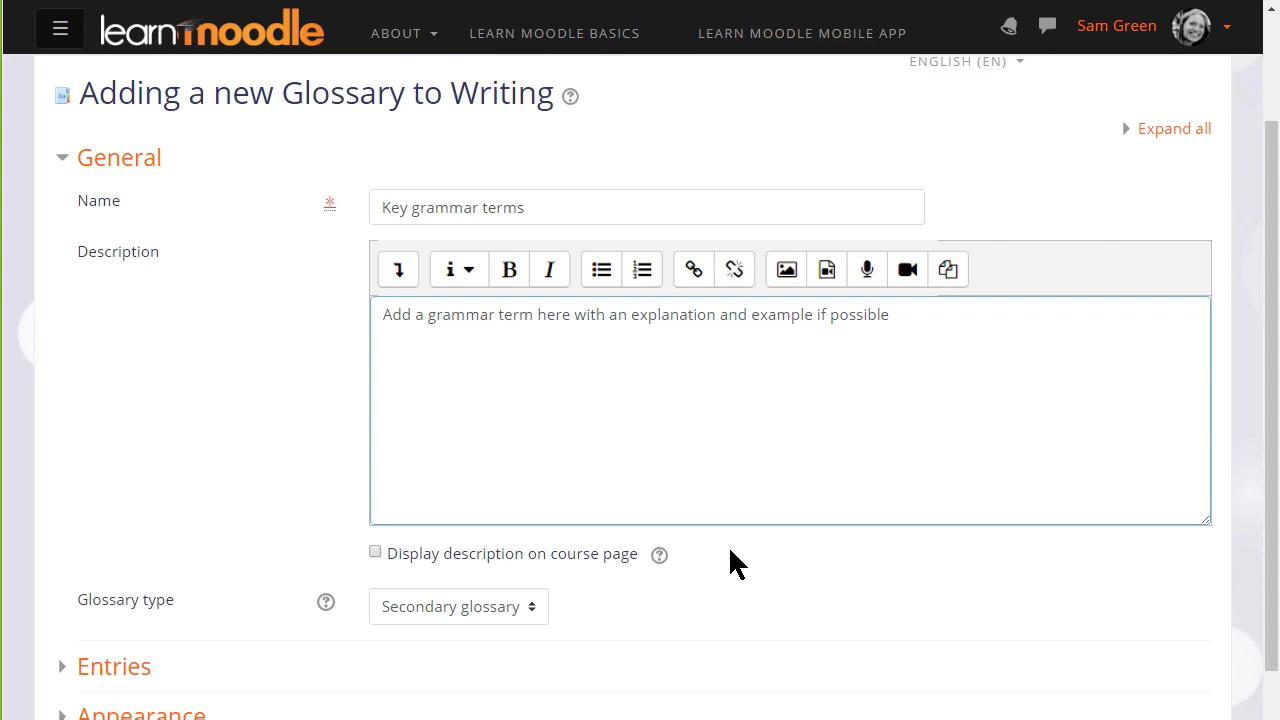 learn moodle
ABOUT
LEARN MOODLE BASICS
LEARN MOODLE MOBILE APP
Sam Green
ENGLISH (EN)
Adding a new Glossary to Writing
Expand all
General
Name
Key grammar terms
Description
Add a grammar term here with an explanation and example if possible
Display description on course page
Glossary type
Secondary glossary
Entries
Appearance